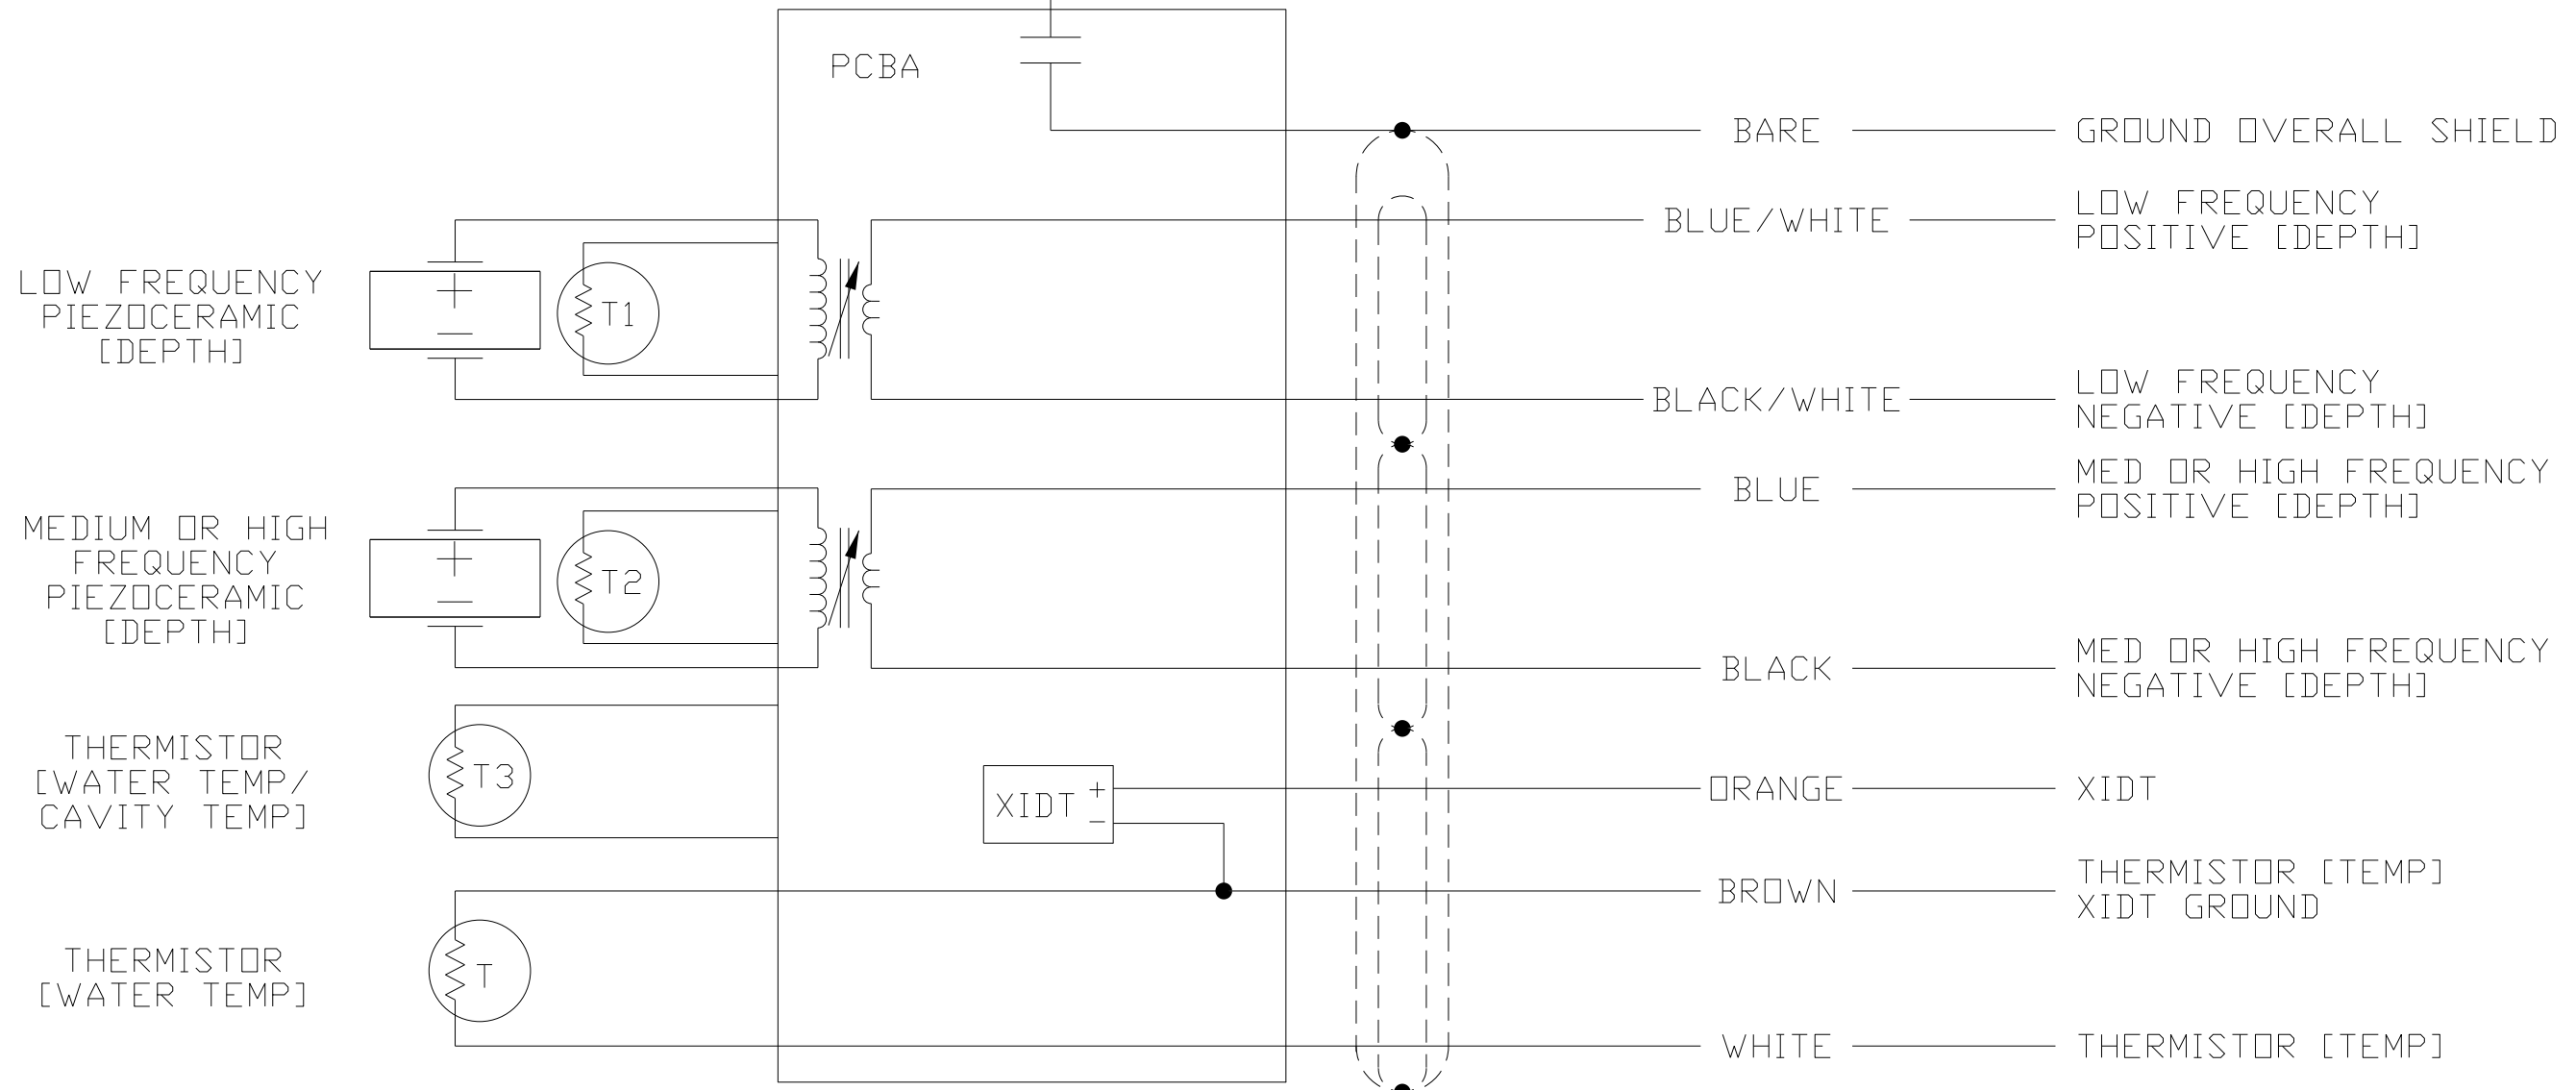 PCBA
BARE
GROUND OVERALL SHIELD
BLUE/WHITE
LOW FREQUENCY
POSITIVE [DEPTH]
LOW FREQUENCY
PIEZOCERAMIC
[DEPTH]
+
−
T1
BLACK/WHITE
LOW FREQUENCY
NEGATIVE [DEPTH]
BLUE
MED OR HIGH FREQUENCY
POSITIVE [DEPTH]
MEDIUM OR HIGH
FREQUENCY
PIEZOCERAMIC
[DEPTH]
+
−
T2
BLACK
MED OR HIGH FREQUENCY
NEGATIVE [DEPTH]
THERMISTOR
[WATER TEMP/
CAVITY TEMP]
T3
XIDT +
−
ORANGE
XIDT
BROWN
THERMISTOR [TEMP]
XIDT GROUND
THERMISTOR
[WATER TEMP]
T
WHITE
THERMISTOR [TEMP]